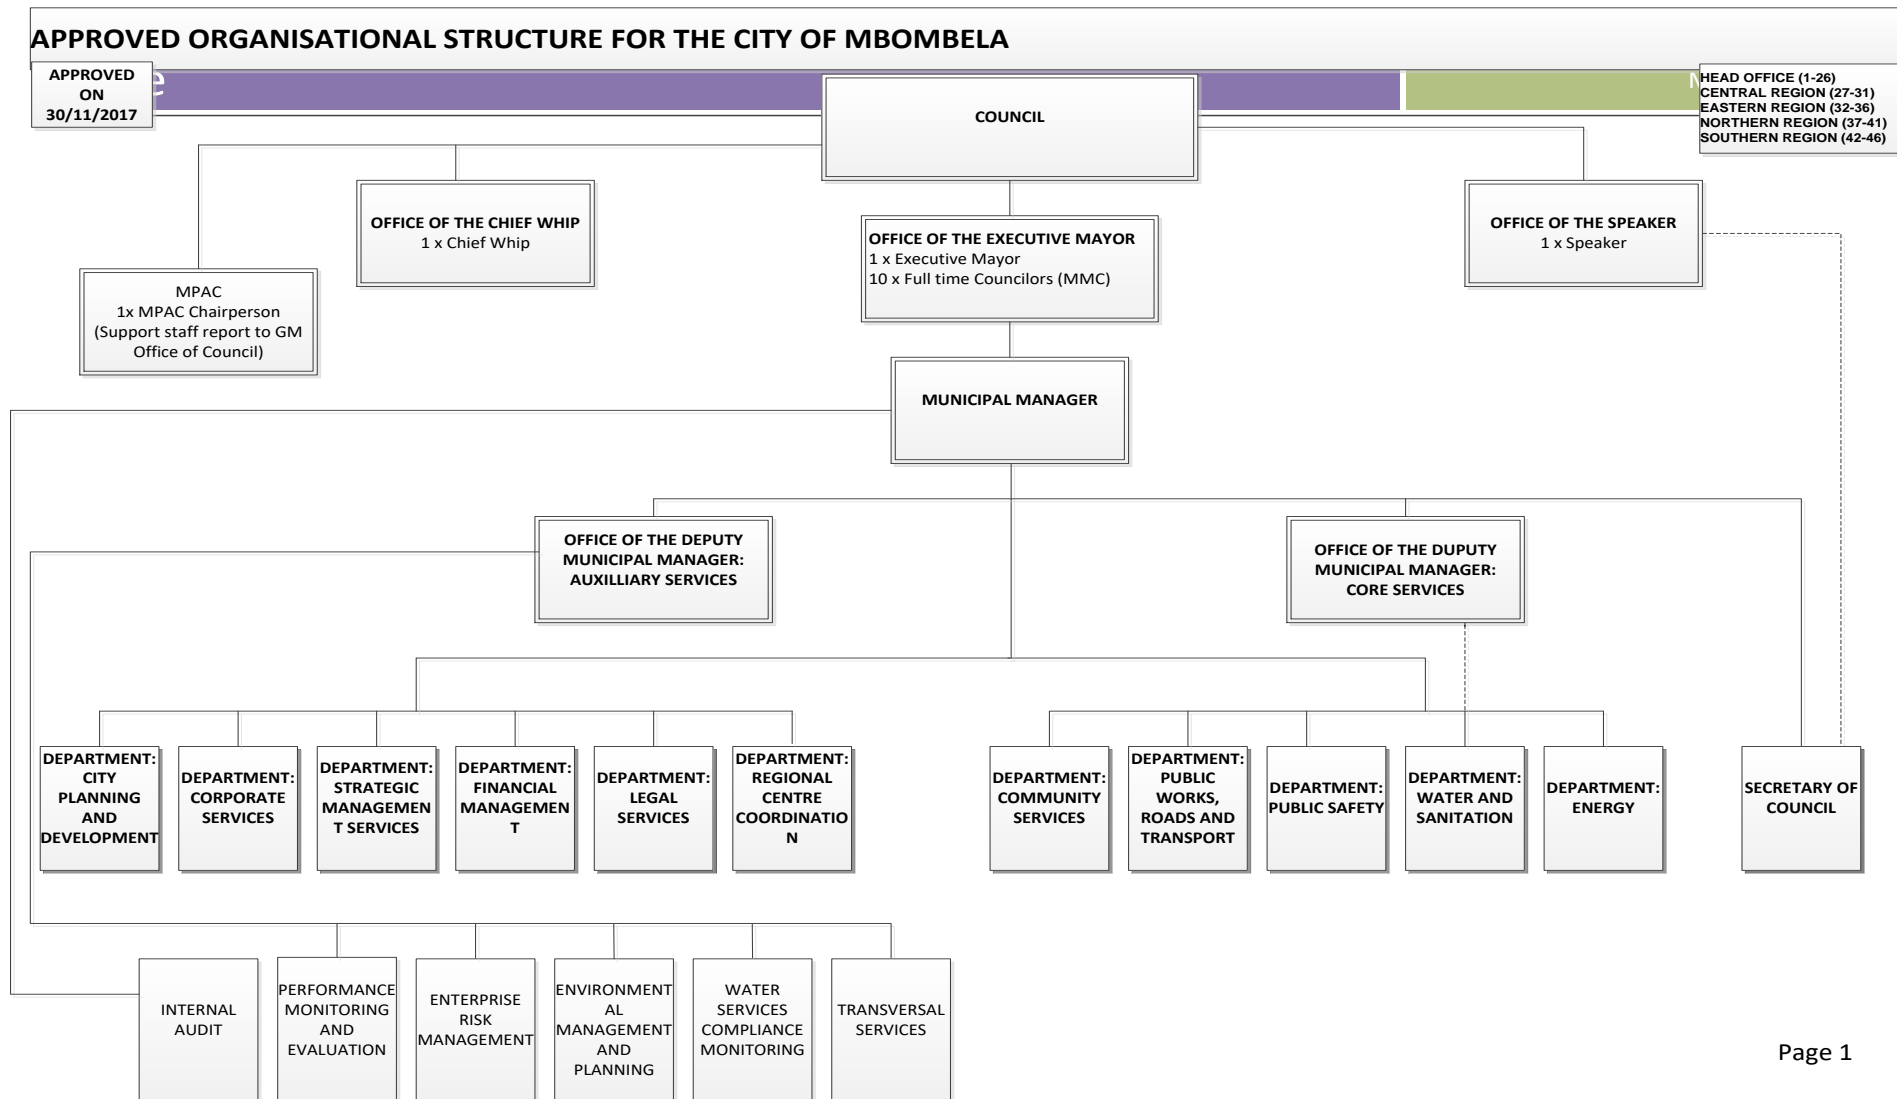 APPROVED ORGANISATIONAL STRUCTURE FOR THE CITY OF MBOMBELA
APPROVED
ON
30/11/2017
e
N
HEAD OFFICE (1-26)
CENTRAL REGION (27-31)
EASTERN REGION (32-36)
NORTHERN REGION (37-41)
SOUTHERN REGION (42-46)
COUNCIL
OFFICE OF THE CHIEF WHIP
1 x Chief Whip
OFFICE OF THE EXECUTIVE MAYOR
1 x Executive Mayor
10 x Full time Councilors (MMC)
OFFICE OF THE SPEAKER
1 x Speaker
MPAC
1x MPAC Chairperson
(Support staff report to GM
Office of Council)
MUNICIPAL MANAGER
OFFICE OF THE DEPUTY
MUNICIPAL MANAGER:
AUXILLIARY SERVICES
OFFICE OF THE DUPUTY
MUNICIPAL MANAGER:
CORE SERVICES
DEPARTMENT:
CITY
PLANNING
AND
DEVELOPMENT
DEPARTMENT:
CORPORATE
SERVICES
DEPARTMENT:
STRATEGIC
MANAGEMEN
T SERVICES
DEPARTMENT:
FINANCIAL
MANAGEMEN
T
DEPARTMENT:
LEGAL
SERVICES
DEPARTMENT:
REGIONAL
CENTRE
COORDINATIO
N
DEPARTMENT:
COMMUNITY
SERVICES
DEPARTMENT:
PUBLIC
WORKS,
ROADS AND
TRANSPORT
DEPARTMENT:
PUBLIC SAFETY
DEPARTMENT:
WATER AND
SANITATION
DEPARTMENT:
ENERGY
SECRETARY OF
COUNCIL
INTERNAL
AUDIT
PERFORMANCE
MONITORING
AND
EVALUATION
ENTERPRISE
RISK
MANAGEMENT
ENVIRONMENT
AL
MANAGEMENT
AND
PLANNING
WATER
SERVICES
COMPLIANCE
MONITORING
TRANSVERSAL
SERVICES
Page 1